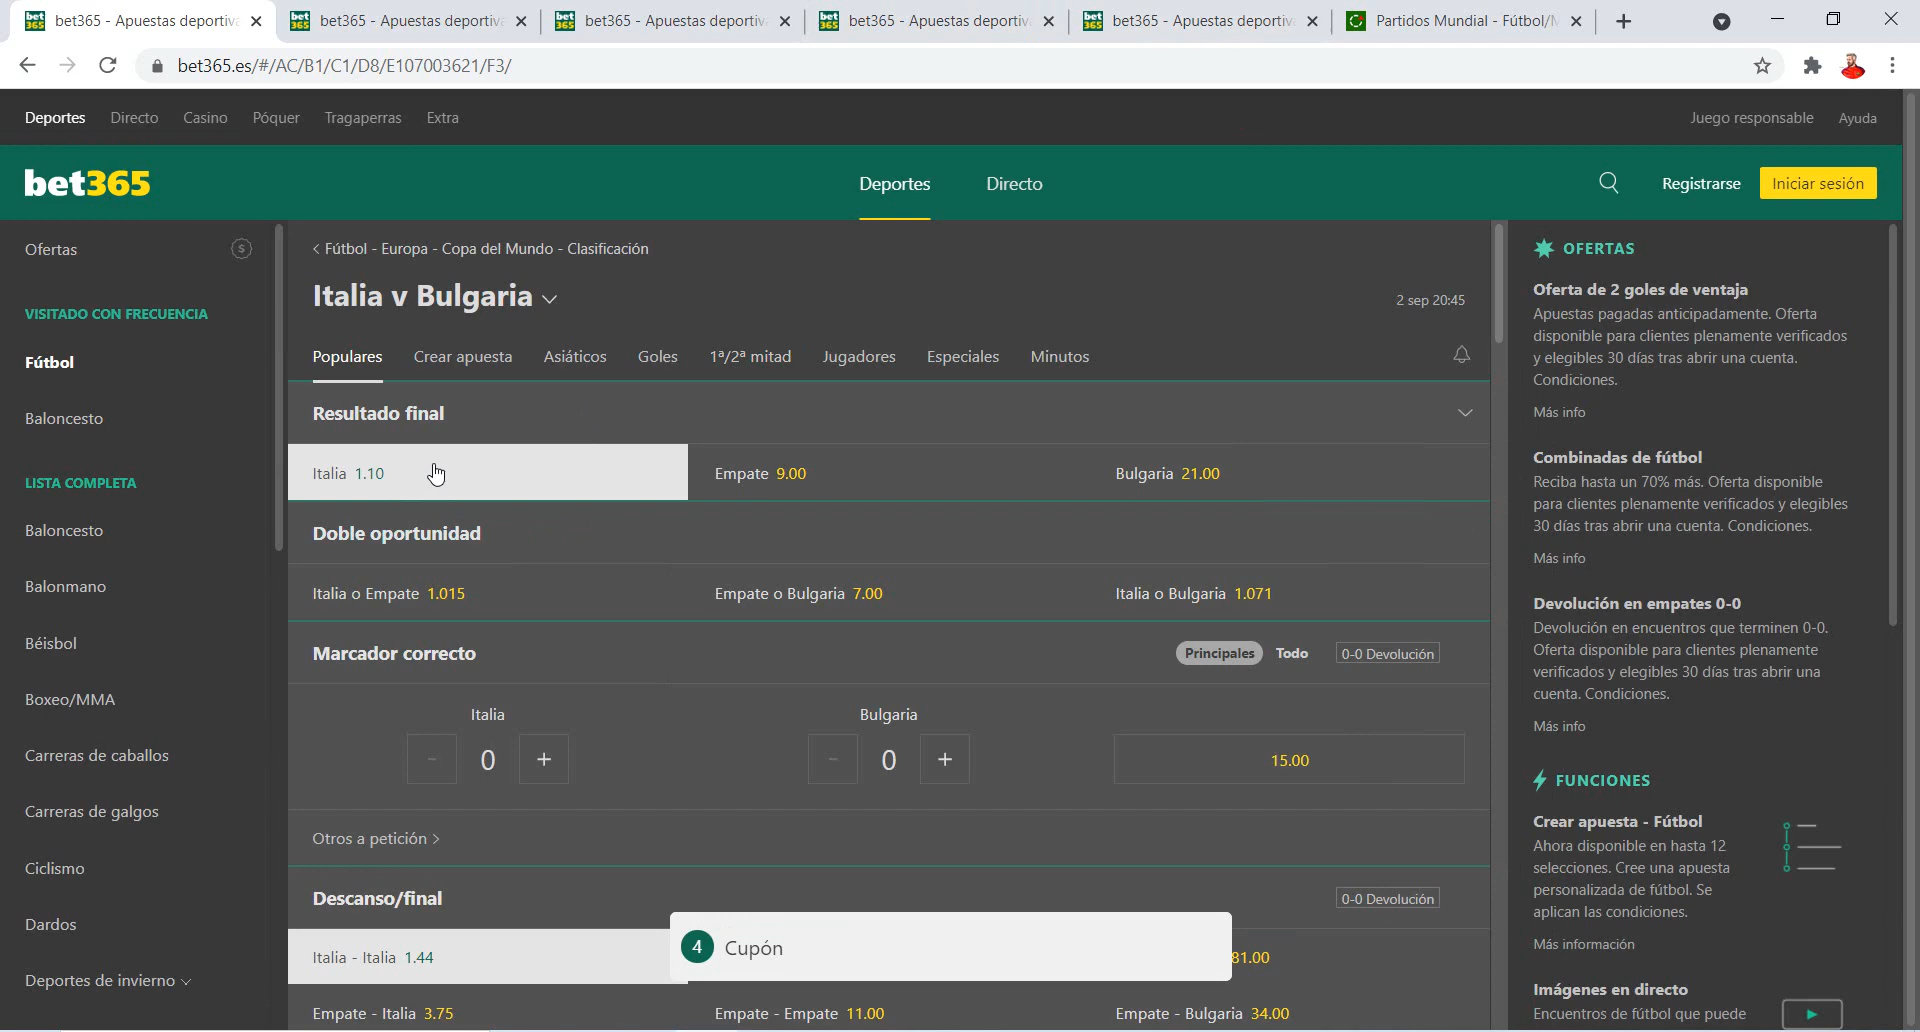 bet365 - Apuestas deportiv
bet365 - Apuestas deportiv
bet365 - Apuestas deportiv
bet365 - Apuestas deportiv
bet365 - Apuestas deportiv
Partidos Mundial - Fútbol/
bet365.es/#/AC/B1/C1/D8/E107003621/F3/
Deportes Directo Casino Póquer Tragaperras Extra
Juego responsable Ayuda
bet365
Deportes Directo
Registrarse Iniciar sesión
Ofertas
VISITADO CON FRECUENCIA
Fútbol
Baloncesto
LISTA COMPLETA
Baloncesto
Balonmano
Béisbol
Boxeo/MMA
Carreras de caballos
Carreras de galgos
Ciclismo
Dardos
Deportes de invierno
< Fútbol - Europa - Copa del Mundo - Clasificación
Italia v Bulgaria
2 sep 20:45
Populares Crear apuesta Asiáticos Goles 1ª/2ª mitad Jugadores Especiales Minutos
Resultado final
Italia 1.10 Empate 9.00 Bulgaria 21.00
Doble oportunidad
Italia o Empate 1.015 Empate o Bulgaria 7.00 Italia o Bulgaria 1.071
Marcador correcto Principales Todo 0-0 Devolución
Italia Bulgaria
- 0 + - 0 + 15.00
Otros a petición >
Descanso/final 0-0 Devolución
Italia - Italia 1.44 81.00
4 Cupón
Empate - Italia 3.75 Empate - Empate 11.00 Empate - Bulgaria 34.00
OFERTAS
Oferta de 2 goles de ventaja
Apuestas pagadas anticipadamente. Oferta
disponible para clientes plenamente verificados
y elegibles 30 días tras abrir una cuenta.
Condiciones.
Más info
Combinadas de fútbol
Reciba hasta un 70% más. Oferta disponible
para clientes plenamente verificados y elegibles
30 días tras abrir una cuenta. Condiciones.
Más info
Devolución en empates 0-0
Devolución en encuentros que terminen 0-0.
Oferta disponible para clientes plenamente
verificados y elegibles 30 días tras abrir una
cuenta. Condiciones.
Más info
FUNCIONES
Crear apuesta - Fútbol
Ahora disponible en hasta 12
selecciones. Cree una apuesta
personalizada de fútbol. Se
aplican las condiciones.
Más información
Imágenes en directo
Encuentros de fútbol que puede